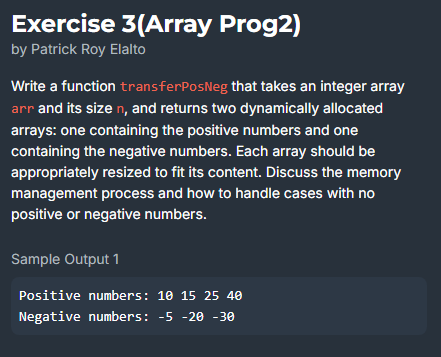 Exercise 3(Array Prog2)
by Patrick Roy Elalto
Write a function transferPosNeg that takes an integer array
arr and its size n, and returns two dynamically allocated
arrays: one containing the positive numbers and one
containing the negative numbers. Each array should be
appropriately resized to fit its content. Discuss the memory
management process and how to handle cases with no
positive or negative numbers.
Sample Output 1
Positive numbers: 10 15 25 40
Negative numbers: -5 -20 -30